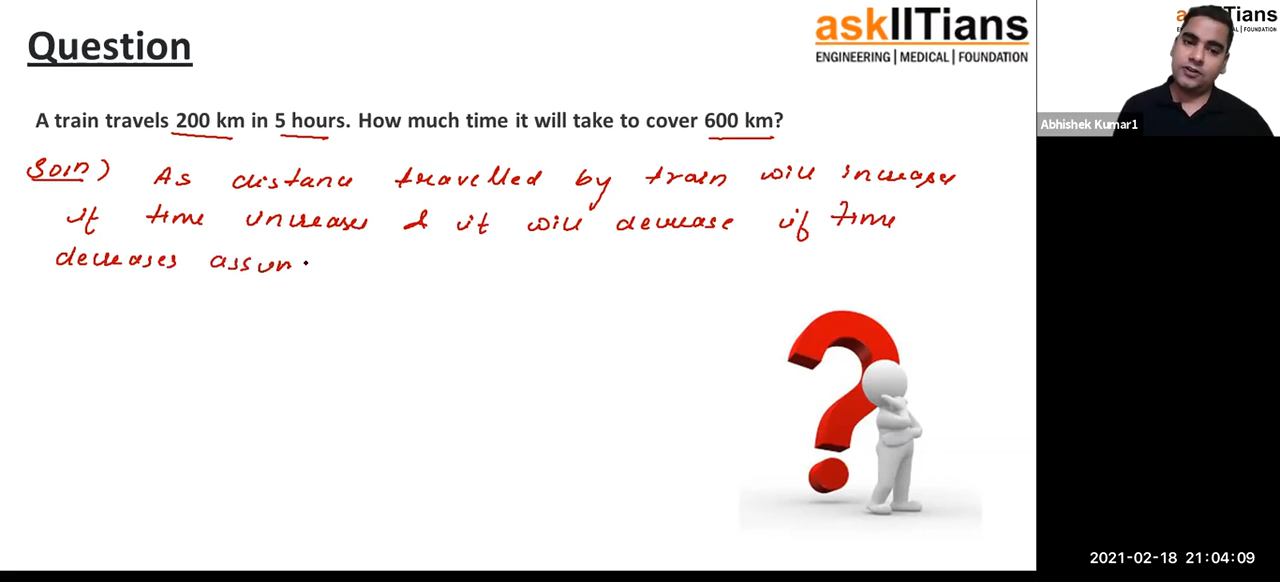 Question
askIITians
ENGINEERING | MEDICAL | FOUNDATION
A train travels 200 km in 5 hours. How much time it will take to cover 600 km?
Soln) As distance travelled by train will increase
if time increases & it will decrease if time
decreases assum
Tians
FOUNDATION
Abhishek Kumar1
2021-02-18 21:04:09